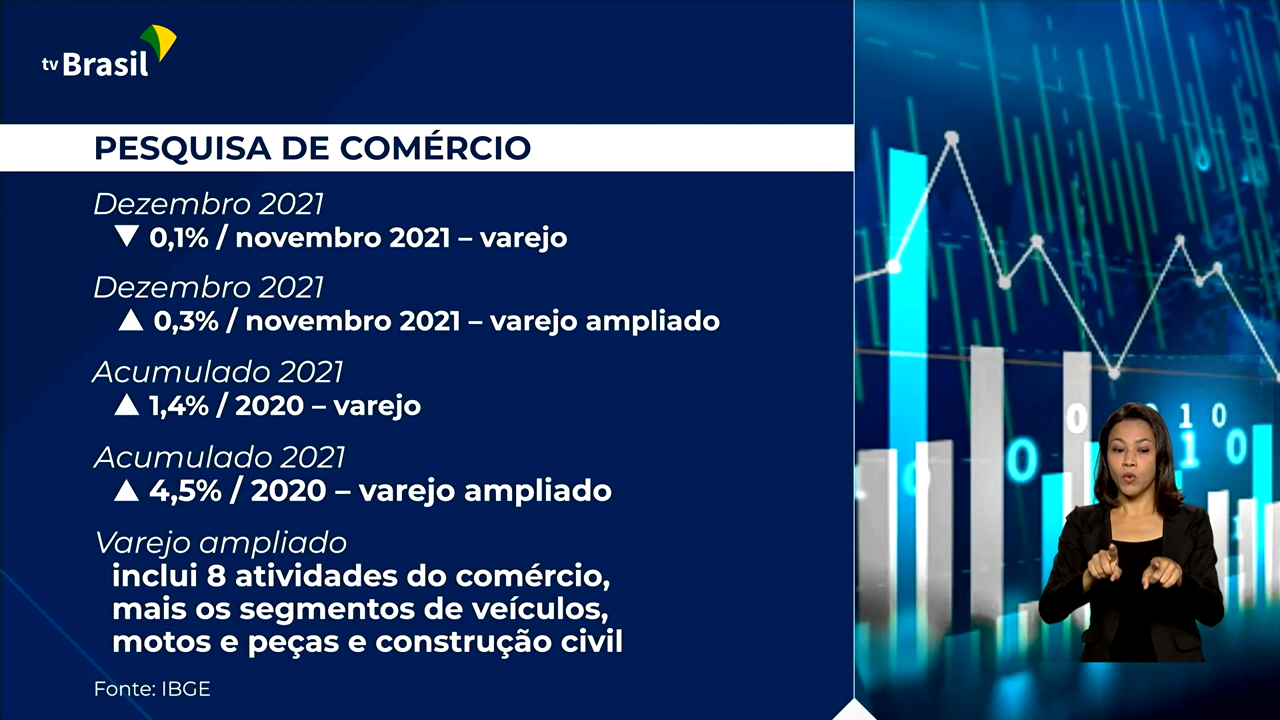 tv Brasil
PESQUISA DE COMÉRCIO
Dezembro 2021
▼ 0,1% / novembro 2021 – varejo
Dezembro 2021
▲ 0,3% / novembro 2021 – varejo ampliado
Acumulado 2021
▲ 1,4% / 2020 – varejo
Acumulado 2021
▲ 4,5% / 2020 – varejo ampliado
Varejo ampliado
inclui 8 atividades do comércio,
mais os segmentos de veículos,
motos e peças e construção civil
Fonte: IBGE